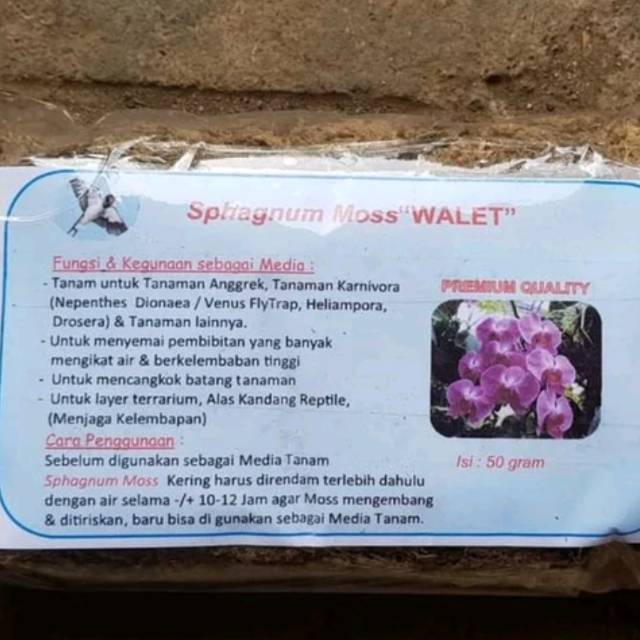 Sphagnum Moss"WALET"
Fungsi & Kegunaan sebagai Media :
- Tanam untuk Tanaman Anggrek, Tanaman Karnivora
(Nepenthes Dionaea / Venus FlyTrap, Heliampora,
Drosera) & Tanaman lainnya.
- Untuk menyemai pembibitan yang banyak
mengikat air & berkelembaban tinggi
- Untuk mencangkok batang tanaman
- Untuk layer terrarium, Alas Kandang Reptile,
(Menjaga Kelembapan)
PREMIUM QUALITY
Isi : 50 gram
Cara Penggunaan :
Sebelum digunakan sebagai Media Tanam
Sphagnum Moss Kering harus direndam terlebih dahulu
dengan air selama -/+ 10-12 Jam agar Moss mengembang
& ditiriskan, baru bisa di gunakan sebagai Media Tanam.